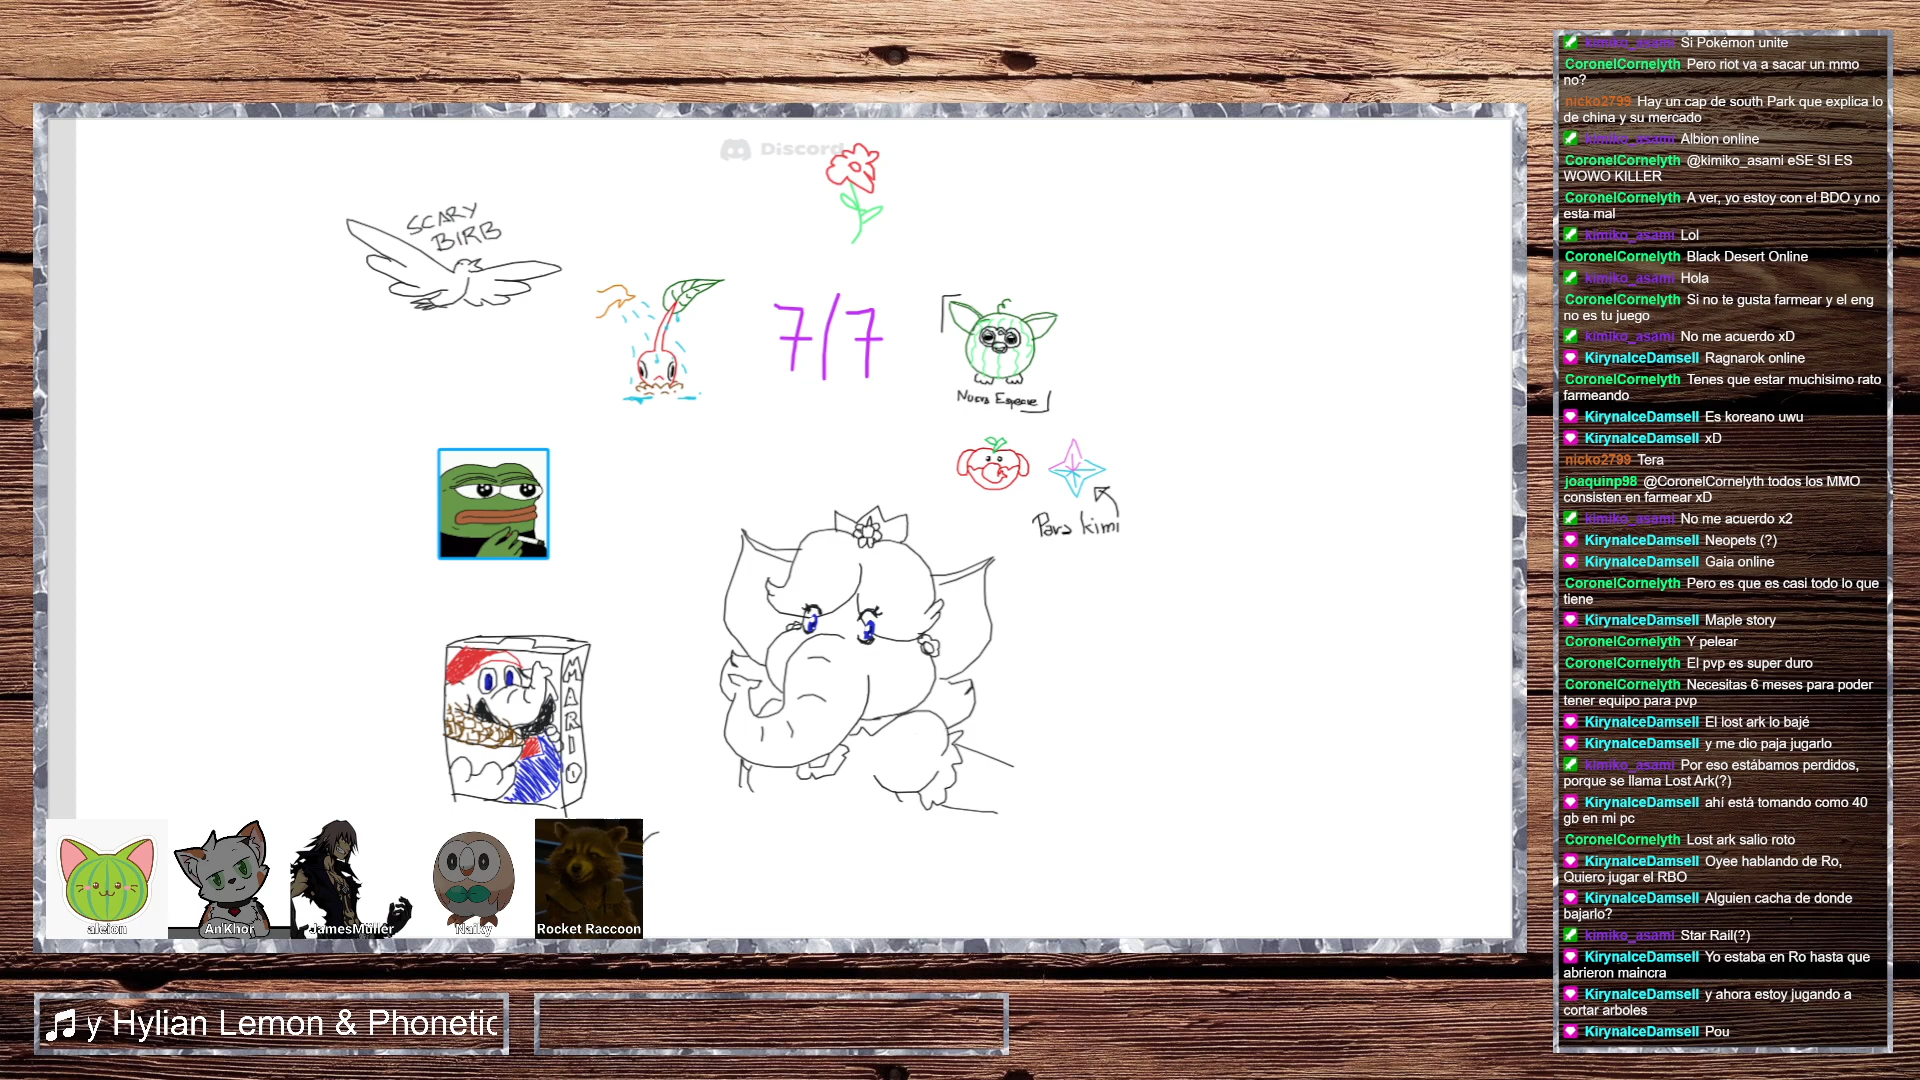 Discord
SCARY
BIRB
7/7
Nueva Especie
Para kimi
MARIO
aleion
An'Khor
JamesMüller
Naiky
Rocket Raccoon
y Hylian Lemon & Phonetic
kimiko_asami Si Pokémon unite
CoronelCornelyth Pero riot va a sacar un mmo
no?
nicko2799 Hay un cap de south Park que explica lo
de china y su mercado
kimiko_asami Albion online
CoronelCornelyth @kimiko_asami eSE SI ES
WOWO KILLER
CoronelCornelyth A ver, yo estoy con el BDO y no
esta mal
kimiko_asami Lol
CoronelCornelyth Black Desert Online
kimiko_asami Hola
CoronelCornelyth Si no te gusta farmear y el eng
no es tu juego
kimiko_asami No me acuerdo xD
KirynalceDamsell Ragnarok online
CoronelCornelyth Tenes que estar muchisimo rato
farmeando
KirynalceDamsell Es koreano uwu
KirynalceDamsell xD
nicko2799 Tera
joaquinp98 @CoronelCornelyth todos los MMO
consisten en farmear xD
kimiko_asami No me acuerdo x2
KirynalceDamsell Neopets (?)
KirynalceDamsell Gaia online
CoronelCornelyth Pero es que es casi todo lo que
tiene
KirynalceDamsell Maple story
CoronelCornelyth Y pelear
CoronelCornelyth El pvp es super duro
CoronelCornelyth Necesitas 6 meses para poder
tener equipo para pvp
KirynalceDamsell El lost ark lo bajé
KirynalceDamsell y me dio paja jugarlo
kimiko_asami Por eso estábamos perdidos,
porque se llama Lost Ark(?)
KirynalceDamsell ahí está tomando como 40
gb en mi pc
CoronelCornelyth Lost ark salio roto
KirynalceDamsell Oyee hablando de Ro,
Quiero jugar el RBO
KirynalceDamsell Alguien cacha de donde
bajarlo?
kimiko_asami Star Rail(?)
KirynalceDamsell Yo estaba en Ro hasta que
abrieron maincra
KirynalceDamsell y ahora estoy jugando a
cortar arboles
KirynalceDamsell Pou